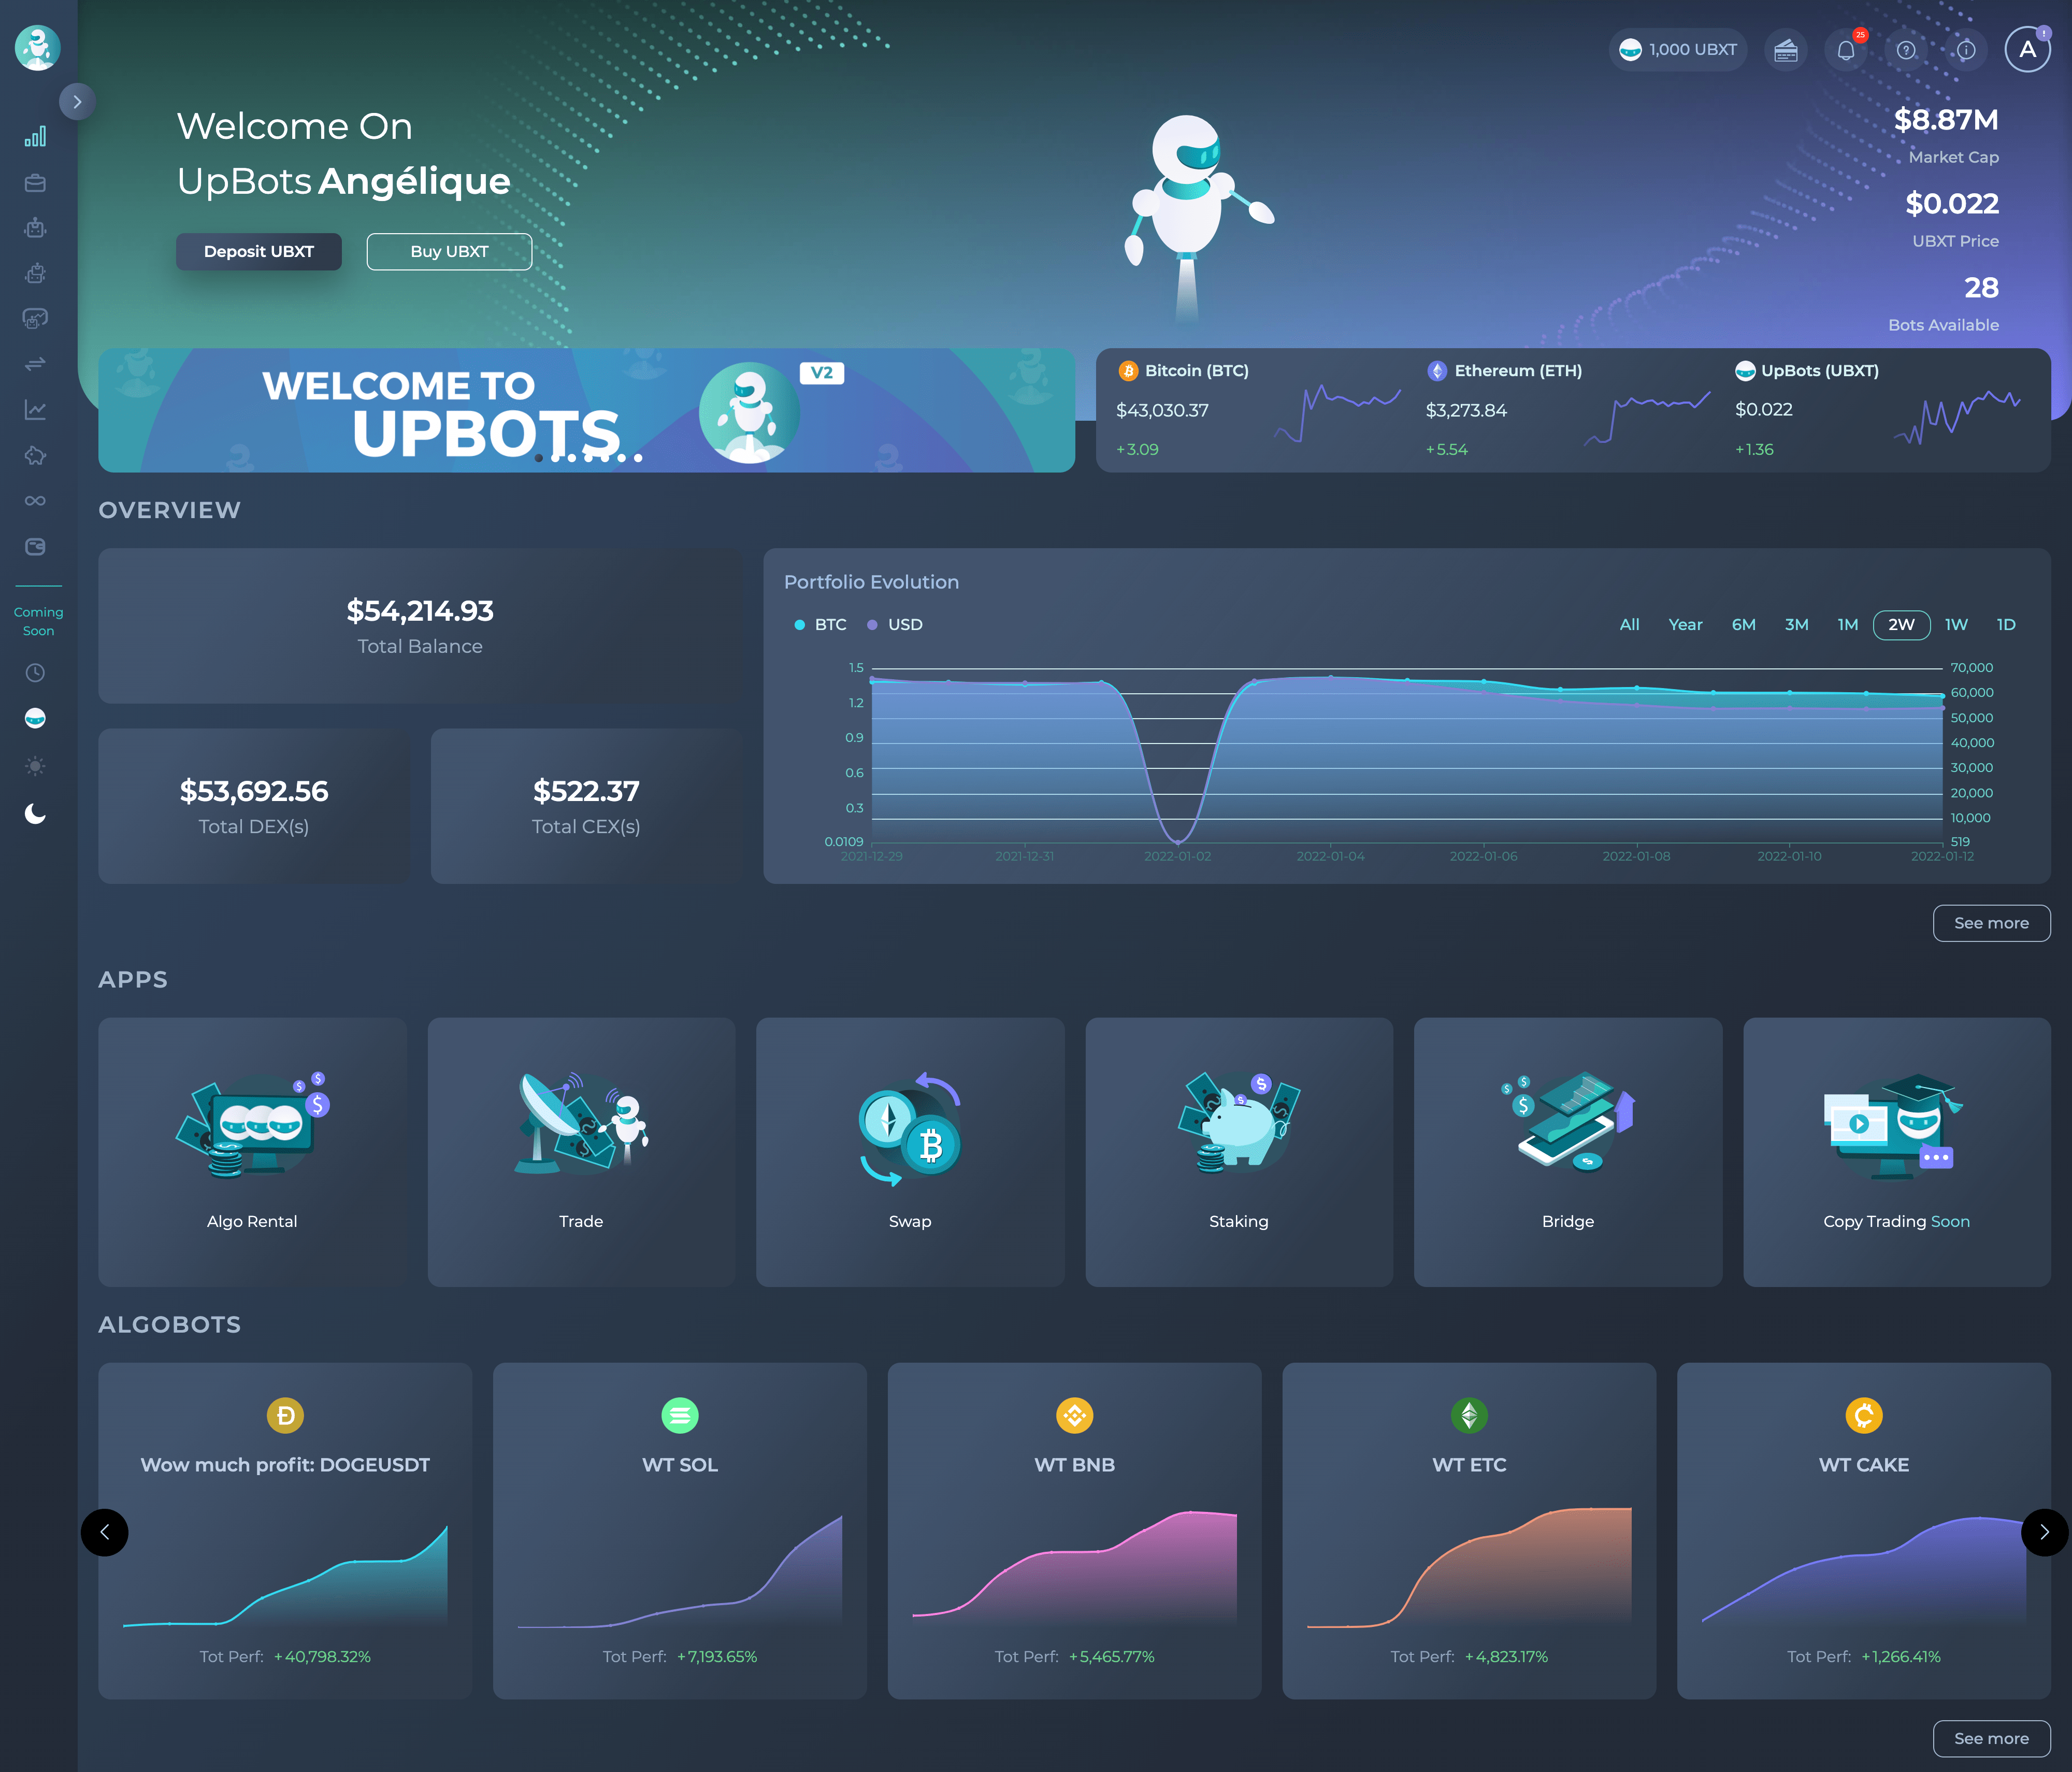 1,000 UBXT
25
?
i
A
!
Welcome On
UpBots Angélique
Deposit UBXT
Buy UBXT
$8.87M
Market Cap
$0.022
UBXT Price
28
Bots Available
WELCOME TO
UPBOTS
V2
Bitcoin (BTC)
$43,030.37
+3.09
Ethereum (ETH)
$3,273.84
+5.54
UpBots (UBXT)
$0.022
+1.36
Coming
Soon
OVERVIEW
$54,214.93
Total Balance
$53,692.56
Total DEX(s)
$522.37
Total CEX(s)
Portfolio Evolution
BTC USD
All Year 6M 3M 1M 2W 1W 1D
1.5
1.2
0.9
0.6
0.3
0.0109
70,000
60,000
50,000
40,000
30,000
20,000
10,000
519
2021-12-29 2021-12-31 2022-01-02 2022-01-04 2022-01-06 2022-01-08 2022-01-10 2022-01-12
See more
APPS
Algo Rental
Trade
Swap
Staking
Bridge
Copy Trading Soon
ALGOBOTS
Wow much profit: DOGEUSDT
Tot Perf: +40,798.32%
WT SOL
Tot Perf: +7,193.65%
WT BNB
Tot Perf: +5,465.77%
WT ETC
Tot Perf: +4,823.17%
WT CAKE
Tot Perf: +1,266.41%
See more